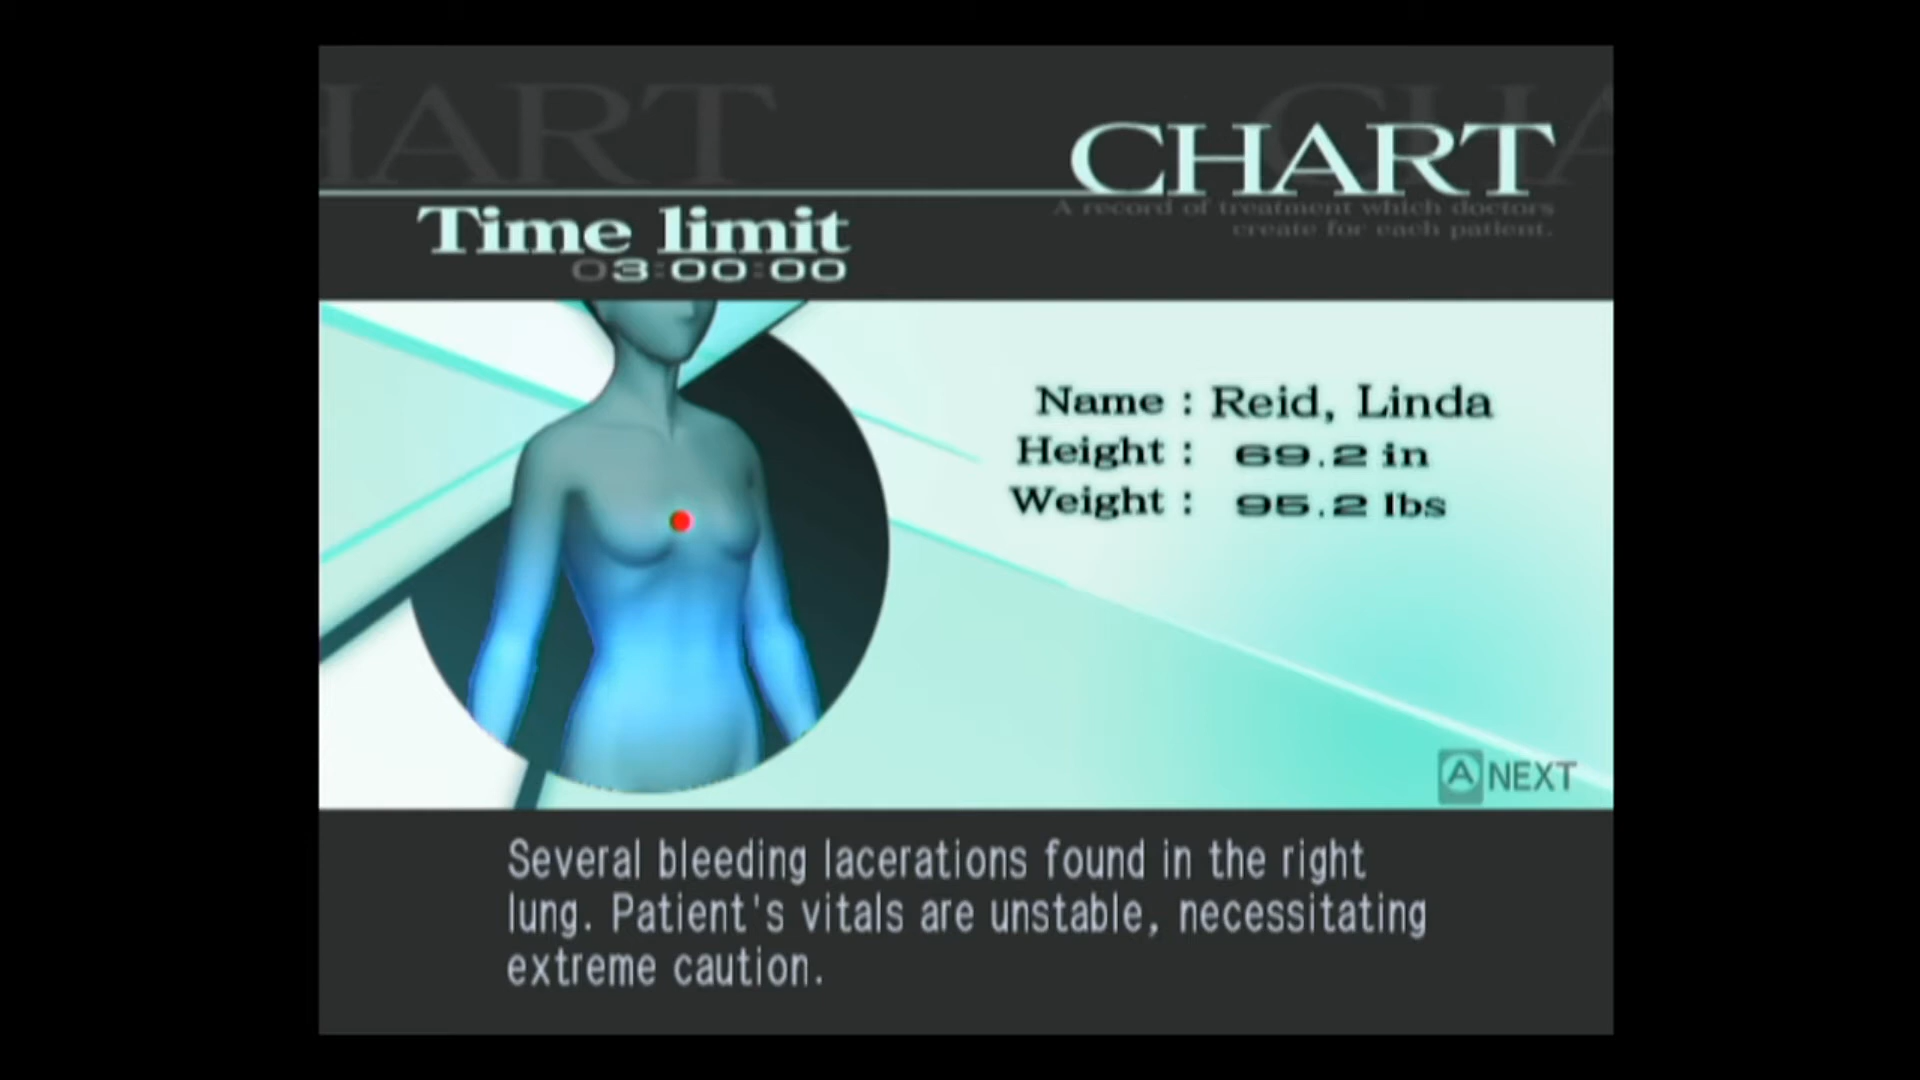 HART
CHA
CHART
A record of treatment which doctors
create for each patient.
Time limit
03:00:00
Name : Reid, Linda
Height : 69.2 in
Weight : 95.2 lbs
A NEXT
Several bleeding lacerations found in the right
lung. Patient's vitals are unstable, necessitating
extreme caution.